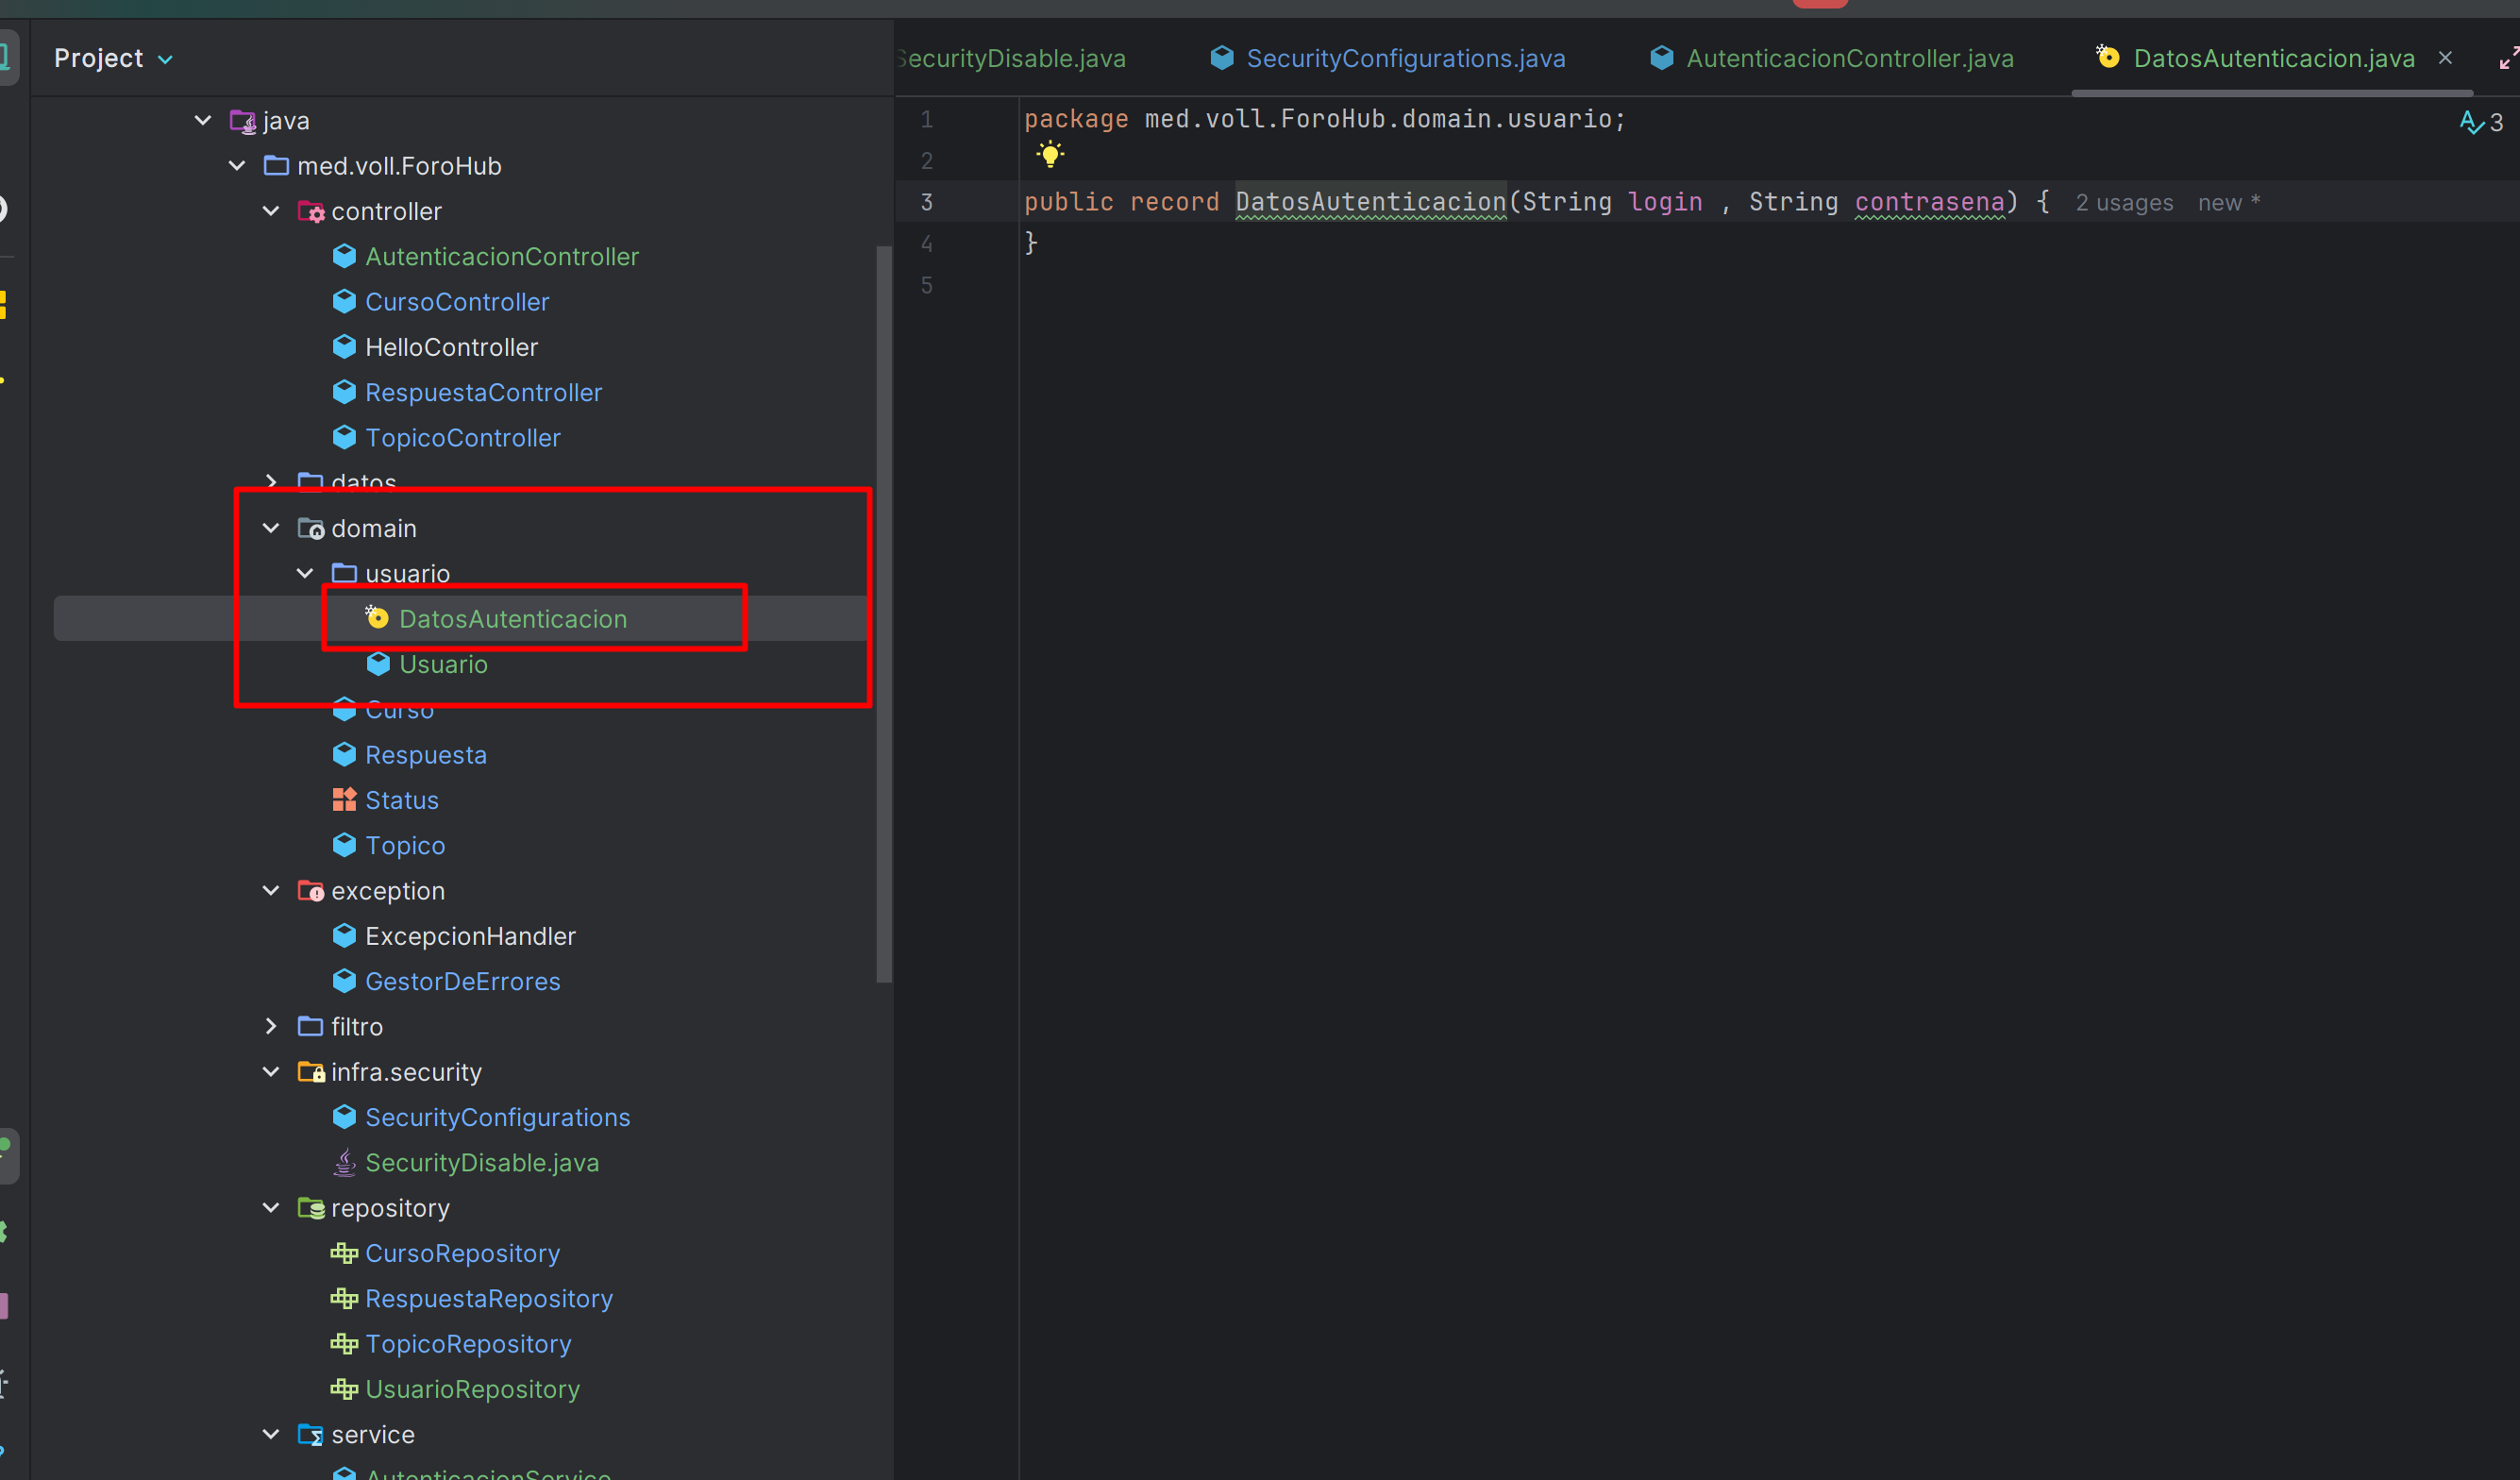 Project
java
med.voll.ForoHub
controller
AutenticacionController
CursoController
HelloController
RespuestaController
TopicoController
datos
domain
usuario
DatosAutenticacion
Usuario
Curso
Respuesta
Status
Topico
exception
ExcepcionHandler
GestorDeErrores
filtro
infra.security
SecurityConfigurations
SecurityDisable.java
repository
CursoRepository
RespuestaRepository
TopicoRepository
UsuarioRepository
service
AutenticacionService
SecurityDisable.java SecurityConfigurations.java AutenticacionController.java DatosAutenticacion.java
1 package med.voll.ForoHub.domain.usuario; 3
2
3 public record DatosAutenticacion(String login , String contrasena) { 2 usages new *
4 }
5